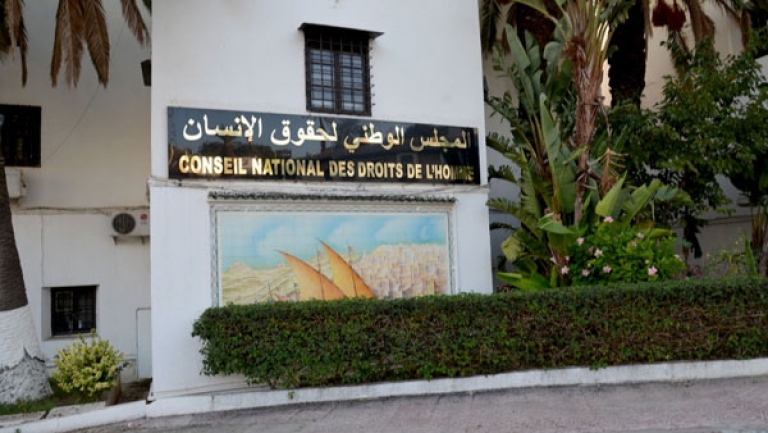 المجلس الوطني لحقوق الإنسان
CONSEIL NATIONAL DES DROITS DE L'HOMME